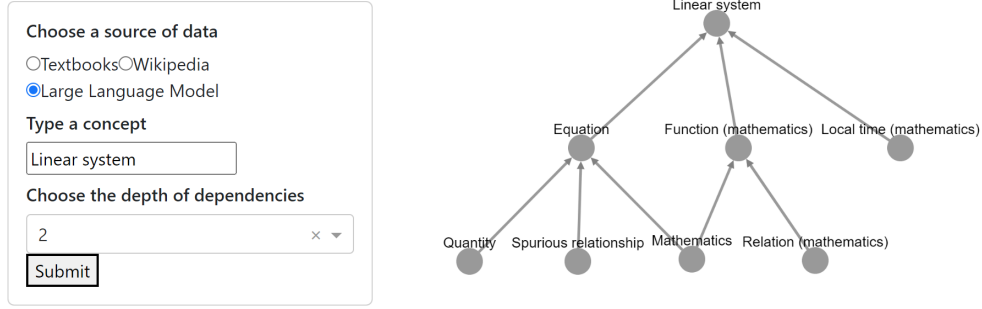 Choose a source of data
Textbooks Wikipedia
Large Language Model
Type a concept
Linear system
Choose the depth of dependencies
2
Submit
Linear system
Equation Function (mathematics) Local time (mathematics)
Quantity Spurious relationship Mathematics Relation (mathematics)